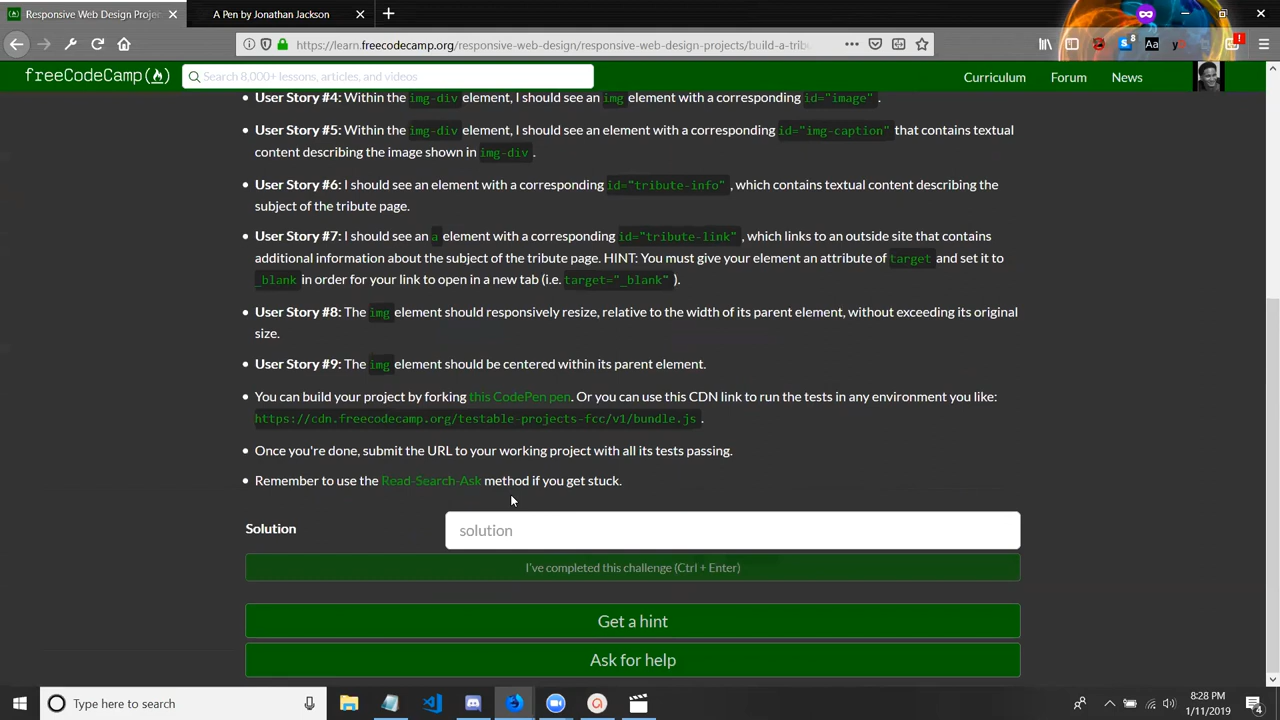 Responsive Web Design Projec
A Pen by Jonathan Jackson
https://learn.freecodecamp.org/responsive-web-design/responsive-web-design-projects/build-a-trib
freeCodeCamp
Search 8,000+ lessons, articles, and videos
Curriculum
Forum
News
User Story #4: Within the img-div element, I should see an img element with a corresponding id="image" .
User Story #5: Within the img-div element, I should see an element with a corresponding id="img-caption" that contains textual
content describing the image shown in img-div .
User Story #6: I should see an element with a corresponding id="tribute-info" , which contains textual content describing the
subject of the tribute page.
User Story #7: I should see an a element with a corresponding id="tribute-link" , which links to an outside site that contains
additional information about the subject of the tribute page. HINT: You must give your element an attribute of target and set it to
_blank in order for your link to open in a new tab (i.e. target="_blank" ).
User Story #8: The img element should responsively resize, relative to the width of its parent element, without exceeding its original
size.
User Story #9: The img element should be centered within its parent element.
You can build your project by forking this CodePen pen. Or you can use this CDN link to run the tests in any environment you like:
https://cdn.freecodecamp.org/testable-projects-fcc/v1/bundle.js .
Once you're done, submit the URL to your working project with all its tests passing.
Remember to use the Read-Search-Ask method if you get stuck.
Solution
solution
I've completed this challenge (Ctrl + Enter)
Get a hint
Ask for help
Type here to search
8:28 PM
1/11/2019